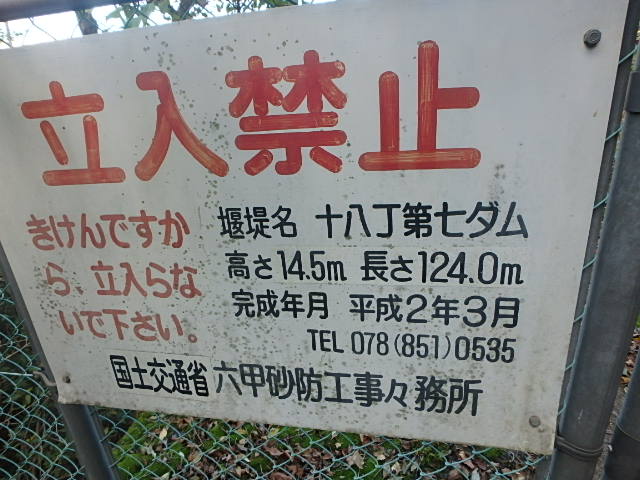 立入禁止
きけんですか
ら、立入らな
いで下さい。
堰堤名 十八丁第七ダム
高さ14.5m 長さ124.0m
完成年月 平成2年3月
TEL 078(851)0535
国土交通省六甲砂防工事々務所